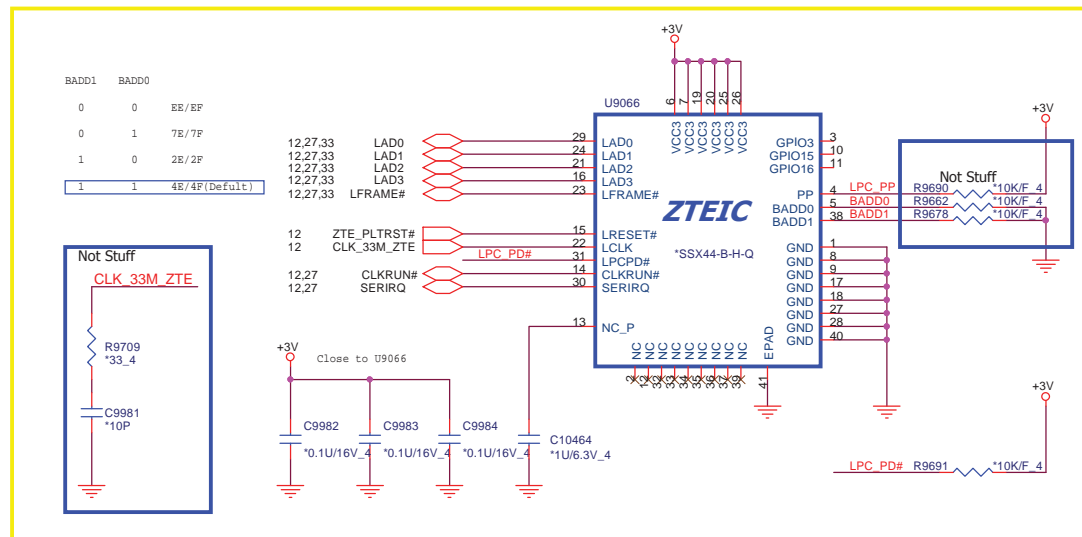 BADD1 BADD0
0 0 EE/EF
0 1 7E/7F
1 0 2E/2F
1 1 4E/4F(Defult)
Not Stuff
CLK_33M_ZTE
R9709
*33_4
C9981
*10P
+3V
U9066
6 7 19 20 25 26
VCC3 VCC3 VCC3 VCC3 VCC3 VCC3
12,27,33 LAD0 29 LAD0
12,27,33 LAD1 24 LAD1
12,27,33 LAD2 21 LAD2
12,27,33 LAD3 16 LAD3
12,27,33 LFRAME# 23 LFRAME#
12 ZTE_PLTRST# 15 LRESET#
12 CLK_33M_ZTE 22 LCLK
LPC_PD# 31 LPCPD#
12,27 CLKRUN# 14 CLKRUN#
12,27 SERIRQ 30 SERIRQ
13 NC_P
ZTEIC
*SSX44-B-H-Q
GPIO3 3
GPIO15 10
GPIO16 11
PP 4 LPC_PP R9690 *10K/F_4
BADD0 5 BADD0 R9662 *10K/F_4
BADD1 38 BADD1 R9678 *10K/F_4
Not Stuff
+3V
GND 1
GND 8
GND 9
GND 17
GND 18
GND 27
GND 28
GND 40
NC NC NC NC NC NC NC NC NC EPAD
2 12 32 33 34 35 36 37 39 41
+3V
Close to U9066
C9982
*0.1U/16V_4
C9983
*0.1U/16V_4
C9984
*0.1U/16V_4
C10464
*1U/6.3V_4
+3V
LPC_PD# R9691 *10K/F_4